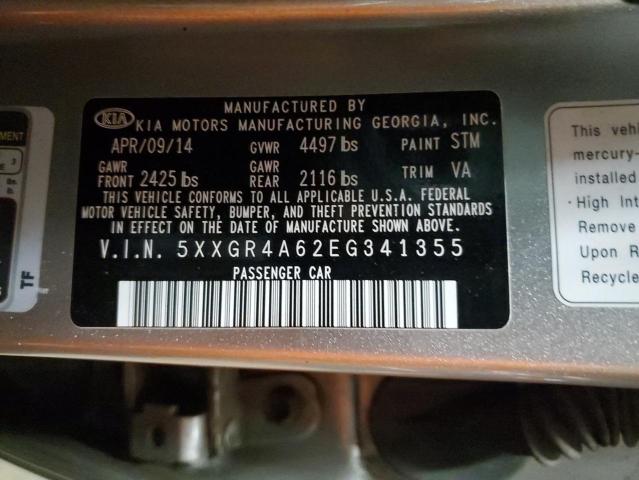 MANUFACTURED BY
KIA KIA MOTORS MANUFACTURING GEORGIA, INC.
APR/09/14 GVWR 4497 lbs PAINT STM
GAWR FRONT 2425 lbs GAWR REAR 2116 lbs TRIM VA
THIS VEHICLE CONFORMS TO ALL APPLICABLE U.S.A. FEDERAL
MOTOR VEHICLE SAFETY, BUMPER, AND THEFT PREVENTION STANDARDS
IN EFFECT ON THE DATE OF MANUFACTURE SHOWN ABOVE.
V.I.N. 5XXGR4A62EG341355
PASSENGER CAR
MENT
E 3
TF
This vehi
mercury-
installed
· High Int
Remove
Upon R
Recycle